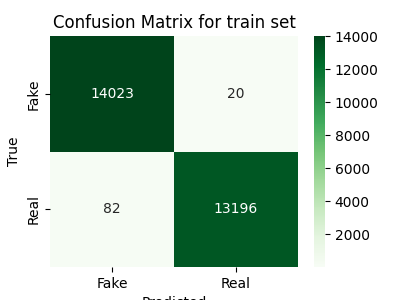 Confusion Matrix for train set
14000
12000
10000
8000
6000
4000
2000
True
Fake
14023
20
Real
82
13196
Fake
Real
Predicted